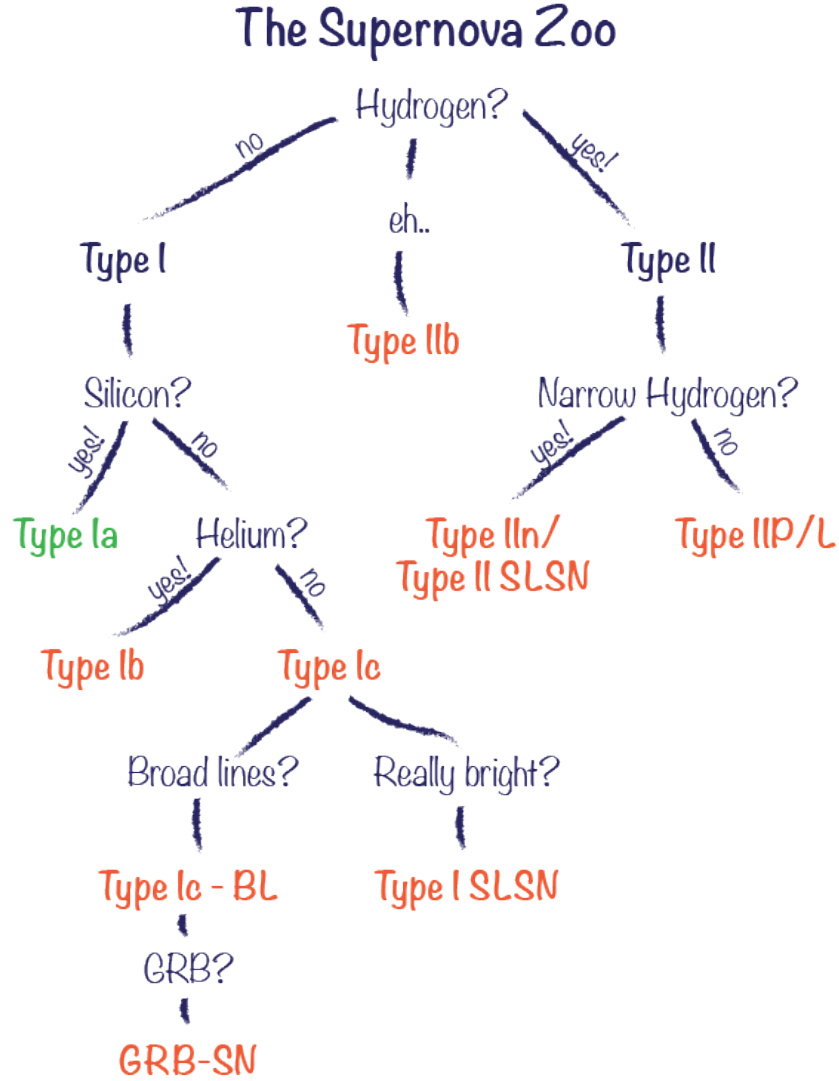 The Supernova Zoo
Hydrogen?
no
yes!
eh..
Type I
Type II
Type IIb
Silicon?
Narrow Hydrogen?
yes!
no
yes!
no
Type Ia
Helium?
Type IIn/
Type II SLSN
Type IIP/L
yes!
no
Type Ib
Type Ic
Broad lines?
Really bright?
Type Ic - BL
Type I SLSN
GRB?
GRB-SN